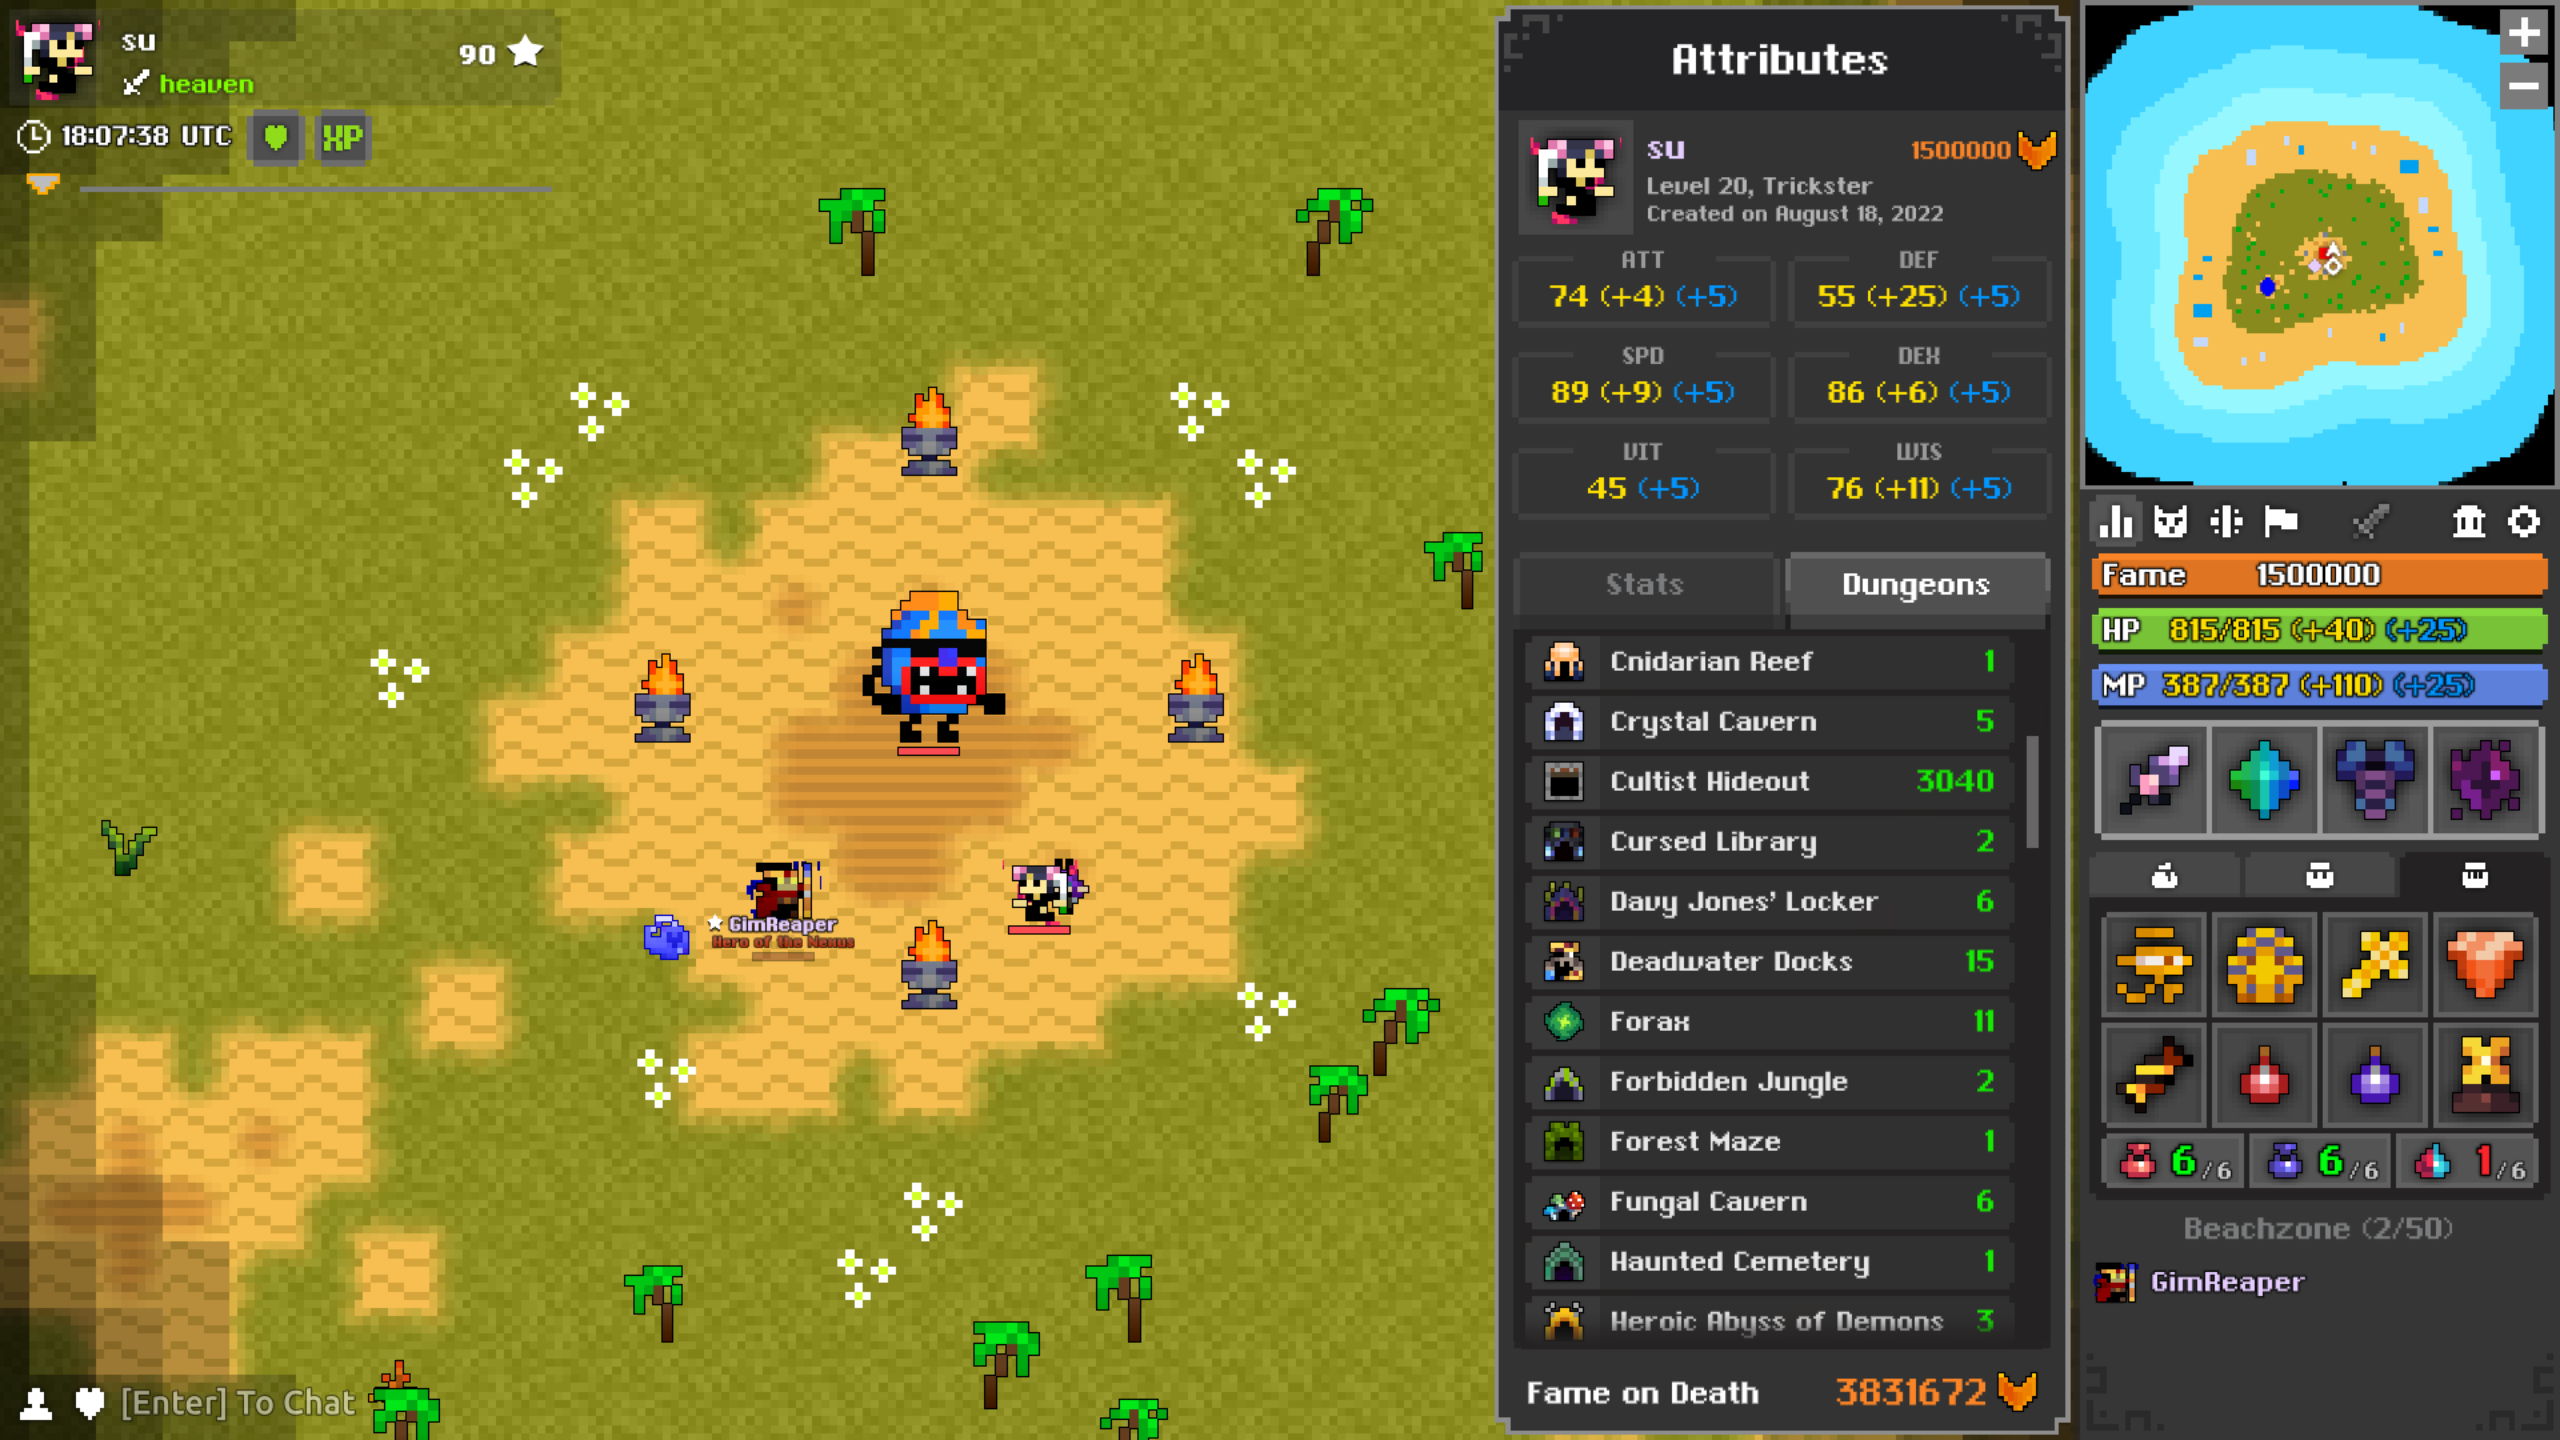 su
heaven
90
18:07:38 UTC
XP
GimReaper
Hero of the Nexus
[Enter] To Chat
Attributes
su
1500000
Level 20, Trickster
Created on August 18, 2022
ATT
DEF
74 (+4) (+5)
55 (+25) (+5)
SPD
DEX
89 (+9) (+5)
86 (+6) (+5)
VIT
WIS
45 (+5)
76 (+11) (+5)
Stats
Dungeons
Cnidarian Reef 1
Crystal Cavern 5
Cultist Hideout 3040
Cursed Library 2
Davy Jones' Locker 6
Deadwater Docks 15
Forax 11
Forbidden Jungle 2
Forest Maze 1
Fungal Cavern 6
Haunted Cemetery 1
Heroic Abyss of Demons 3
Fame on Death 3831672
Fame 1500000
HP 815/815 (+40) (+25)
MP 387/387 (+110) (+25)
6/6
6/6
1/6
Beachzone (2/50)
GimReaper